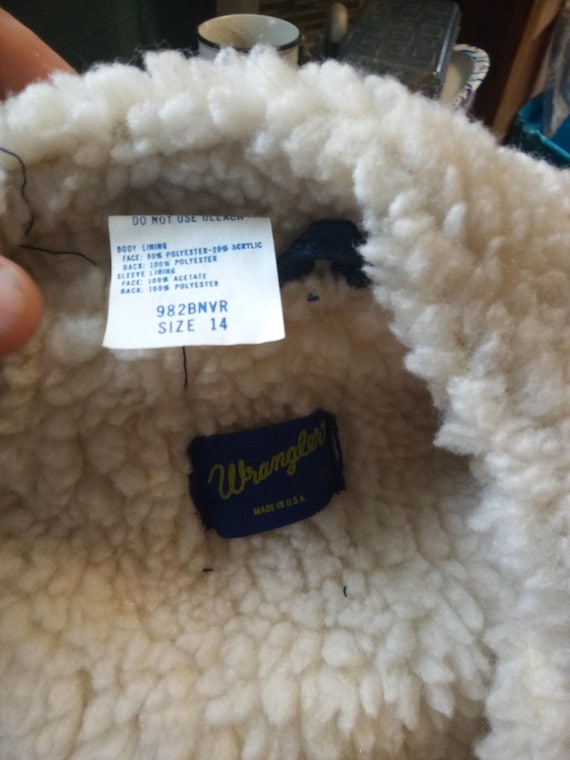 DO NOT USE BLEACH
BODY LINING
FACE: 80% POLYESTER-20% ACRYLIC
BACK: 100% POLYESTER
SLEEVE LINING
FACE: 100% ACETATE
BACK: 100% POLYESTER
982BNVR
SIZE 14
Wrangler
MADE IN U.S.A.